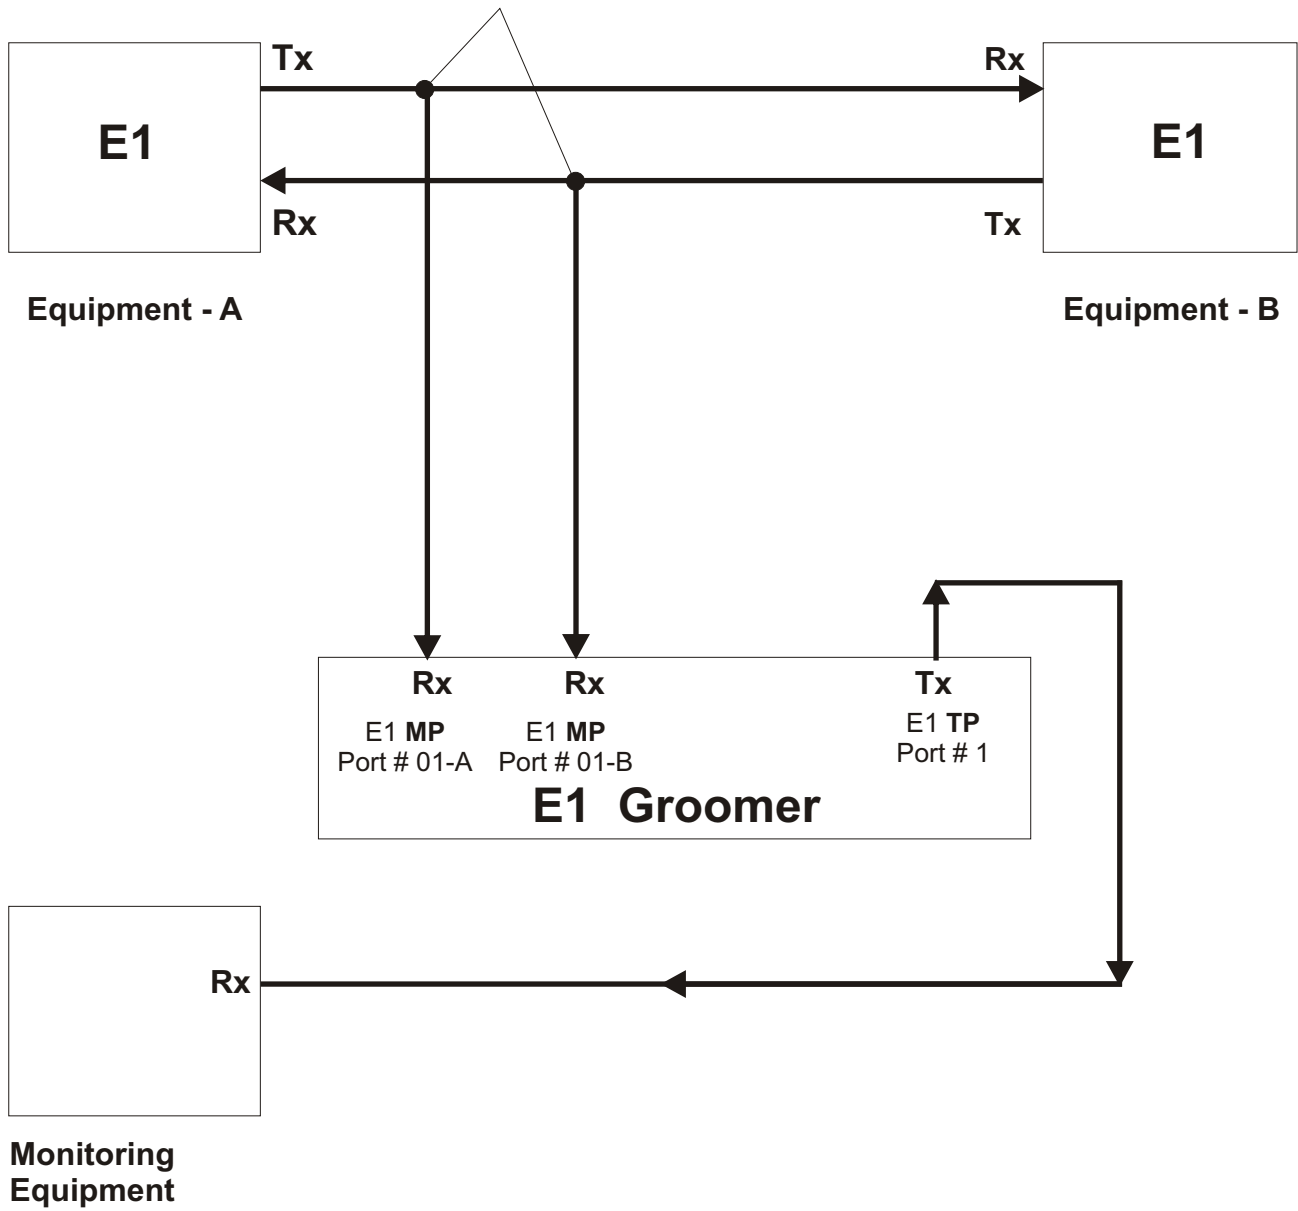 Tx
Rx
E1
E1
Rx
Tx
Equipment - A
Equipment - B
Rx
Rx
Tx
E1 MP
Port # 01-A
E1 MP
Port # 01-B
E1 TP
Port # 1
E1 Groomer
Rx
Monitoring
Equipment